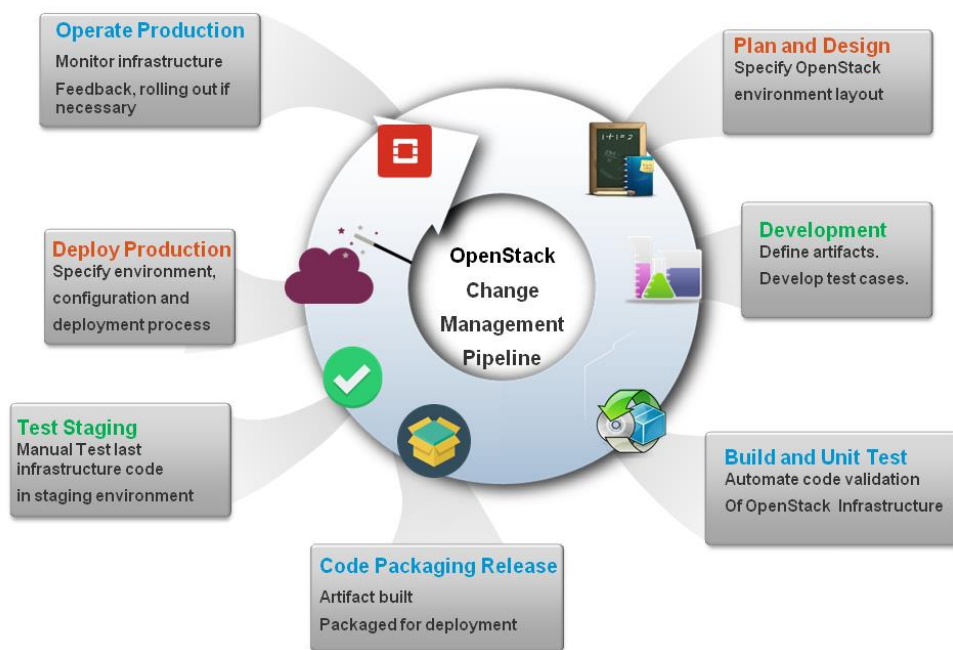 Operate Production
Monitor infrastructure
Feedback, rolling out if
necessary
Plan and Design
Specify OpenStack
environment layout
1+1=2
Deploy Production
Specify environment,
configuration and
deployment process
OpenStack
Change
Management
Pipeline
Development
Define artifacts.
Develop test cases.
Test Staging
Manual Test last
infrastructure code
in staging environment
Build and Unit Test
Automate code validation
Of OpenStack Infrastructure
Code Packaging Release
Artifact built
Packaged for deployment